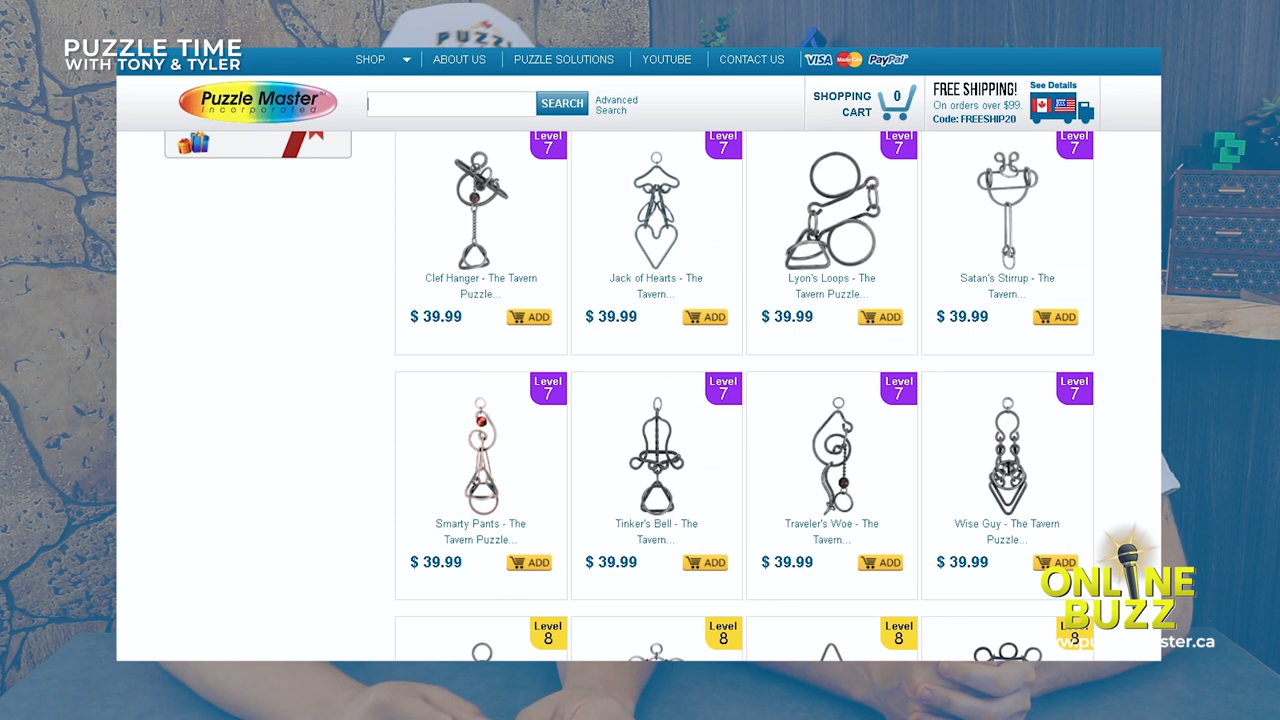 PUZZLE TIME
WITH TONY & TYLER
PUZZL
SHOP
ABOUT US
PUZZLE SOLUTIONS
YOUTUBE
CONTACT US
VISA
MasterCard
PayPal
Puzzle Master
Incorporated
SEARCH
Advanced
Search
SHOPPING
CART
0
FREE SHIPPING!
On orders over $99.
Code: FREESHIP20
See Details
Level
7
Level
7
Level
7
Level
7
Clef Hanger - The Tavern
Puzzle...
Jack of Hearts - The
Tavern...
Lyon's Loops - The
Tavern Puzzle...
Satan's Stirrup - The
Tavern...
$ 39.99
ADD
$ 39.99
ADD
$ 39.99
ADD
$ 39.99
ADD
Level
7
Level
7
Level
7
Level
7
Smarty Pants - The
Tavern Puzzle...
Tinker's Bell - The
Tavern...
Traveler's Woe - The
Tavern...
Wise Guy - The Tavern
Puzzle...
$ 39.99
ADD
$ 39.99
ADD
$ 39.99
ADD
$ 39.99
ADD
Level
8
Level
8
Level
8
Level
8
ONLINE
BUZZ